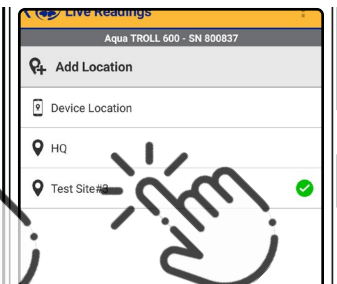 Live Readings
Aqua TROLL 600 - SN 800837
Add Location
Device Location
HQ
Test Site#3